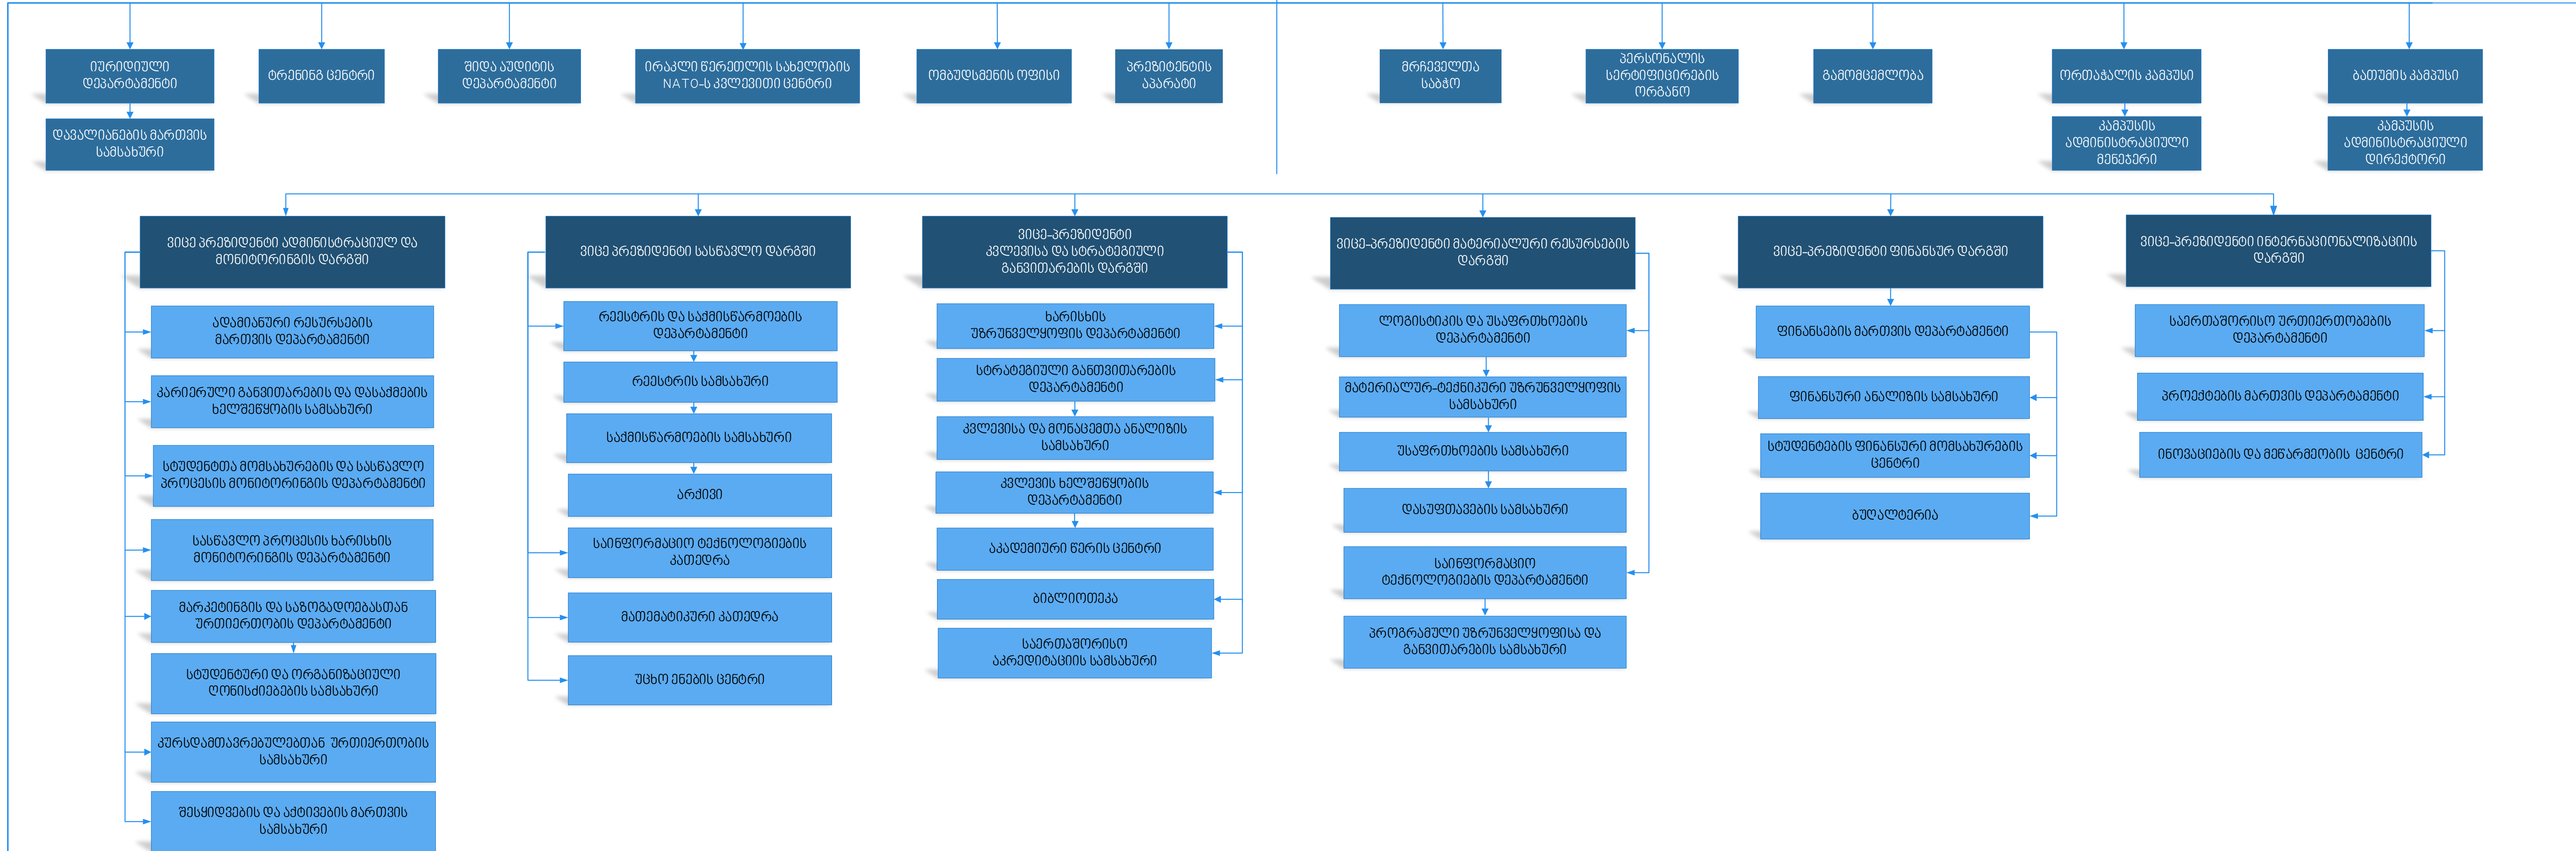 იურიდიული
დეპარტამენტი
ტრენინგ ცენტრი
შიდა აუდიტის
დეპარტამენტი
ირაკლი წერეთლის სახელობის
NATO-ს კვლევითი ცენტრი
ომბუდსმენის ოფისი
პრეზიტენტის
აპარატი
მრჩეველთა
საბჭო
პერსონალის
სერტიფიცირების
ორგანო
გამომცემლობა
ორთაჭალის კამპუსი
ბათუმის კამპუსი
დავალიანების მართვის
სამსახური
კამპუსის
ადმინისტრაციული
მენეჯერი
კამპუსის
ადმინისტრაციული
დირექტორი
ვიცე პრეზიდენტი ადმინისტრაციულ და
მონიტორინგის დარგში
ადამიანური რესურსების
მართვის დეპარტამენტი
კარიერული განვითარების და დასაქმების
ხელშეწყობის სამსახური
სტუდენტთა მომსახურების და სასწავლო
პროცესის მონიტორინგის დეპარტამენტი
სასწავლო პროცესის ხარისხის
მონიტორინგის დეპარტამენტი
მარკეტინგის და საზოგადოებასთან
ურთიერთობის დეპარტამენტი
სტუდენტური და ორგანიზაციული
ღონისძიებების სამსახური
კურსდამთავრებულებთან ურთიერთობის
სამსახური
შესყიდვების და აქტივების მართვის
სამსახური
ვიცე პრეზიდენტი სასწავლო დარგში
რეესტრის და საქმისწარმოების
დეპარტამენტი
რეესტრის სამსახური
საქმისწარმოების სამსახური
არქივი
საინფორმაციო ტექნოლოგიების
კათედრა
მათემატიკური კათედრა
უცხო ენების ცენტრი
ვიცე-პრეზიდენტი
კვლევისა და სტრატეგიული
განვითარების დარგში
ხარისხის
უზრუნველყოფის დეპარტამენტი
სტრატეგიული განთვითარების
დეპარტამენტი
კვლევისა და მონაცემთა ანალიზის
სამსახური
კვლევის ხელშეწყობის
დეპარტამენტი
აკადემიური წერის ცენტრი
ბიბლიოთეკა
საერთაშორისო
აკრედიტაციის სამსახური
ვიცე-პრეზიდენტი მატერიალური რესურსების
დარგში
ლოგისტიკის და უსაფრთხოების
დეპარტამენტი
მატერიალურ-ტექნიკური უზრუნველყოფის
სამსახური
უსაფრთხოების სამსახური
დასუფთავების სამსახური
საინფორმაციო
ტექნოლოგიების დეპარტამენტი
პროგრამული უზრუნველყოფისა და
განვითარების სამსახური
ვიცე-პრეზიდენტი ფინანსურ დარგში
ფინანსების მართვის დეპარტამენტი
ფინანსური ანალიზის სამსახური
სტუდენტების ფინანსური მომსახურების
ცენტრი
ბუღალტერია
ვიცე-პრეზიდენტი ინტერნაციონალიზაციის
დარგში
საერთაშორისო ურთიერთობების
დეპარტამენტი
პროექტების მართვის დეპარტამენტი
ინოვაციების და მეწარმეობის ცენტრი